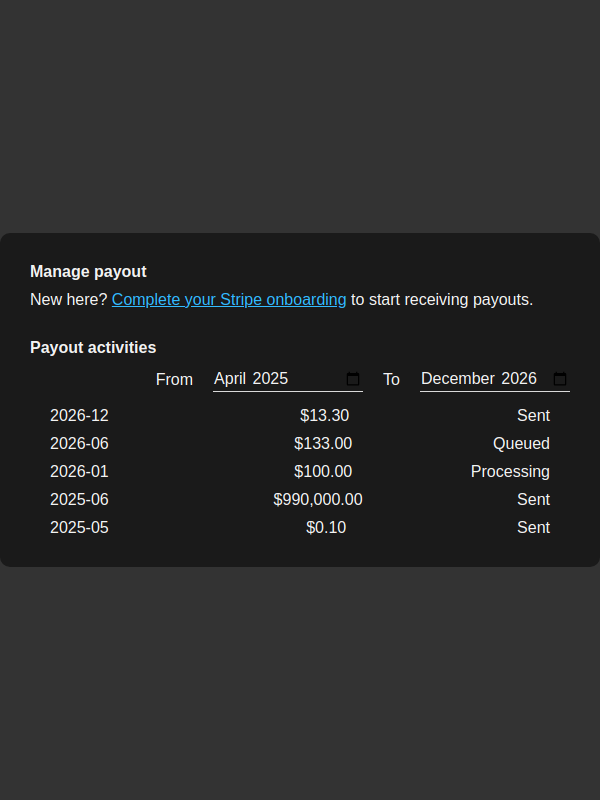 Manage payout
New here? Complete your Stripe onboarding to start receiving payouts.
Payout activities
From April 2025 To December 2026
2026-12 $13.30 Sent
2026-06 $133.00 Queued
2026-01 $100.00 Processing
2025-06 $990,000.00 Sent
2025-05 $0.10 Sent